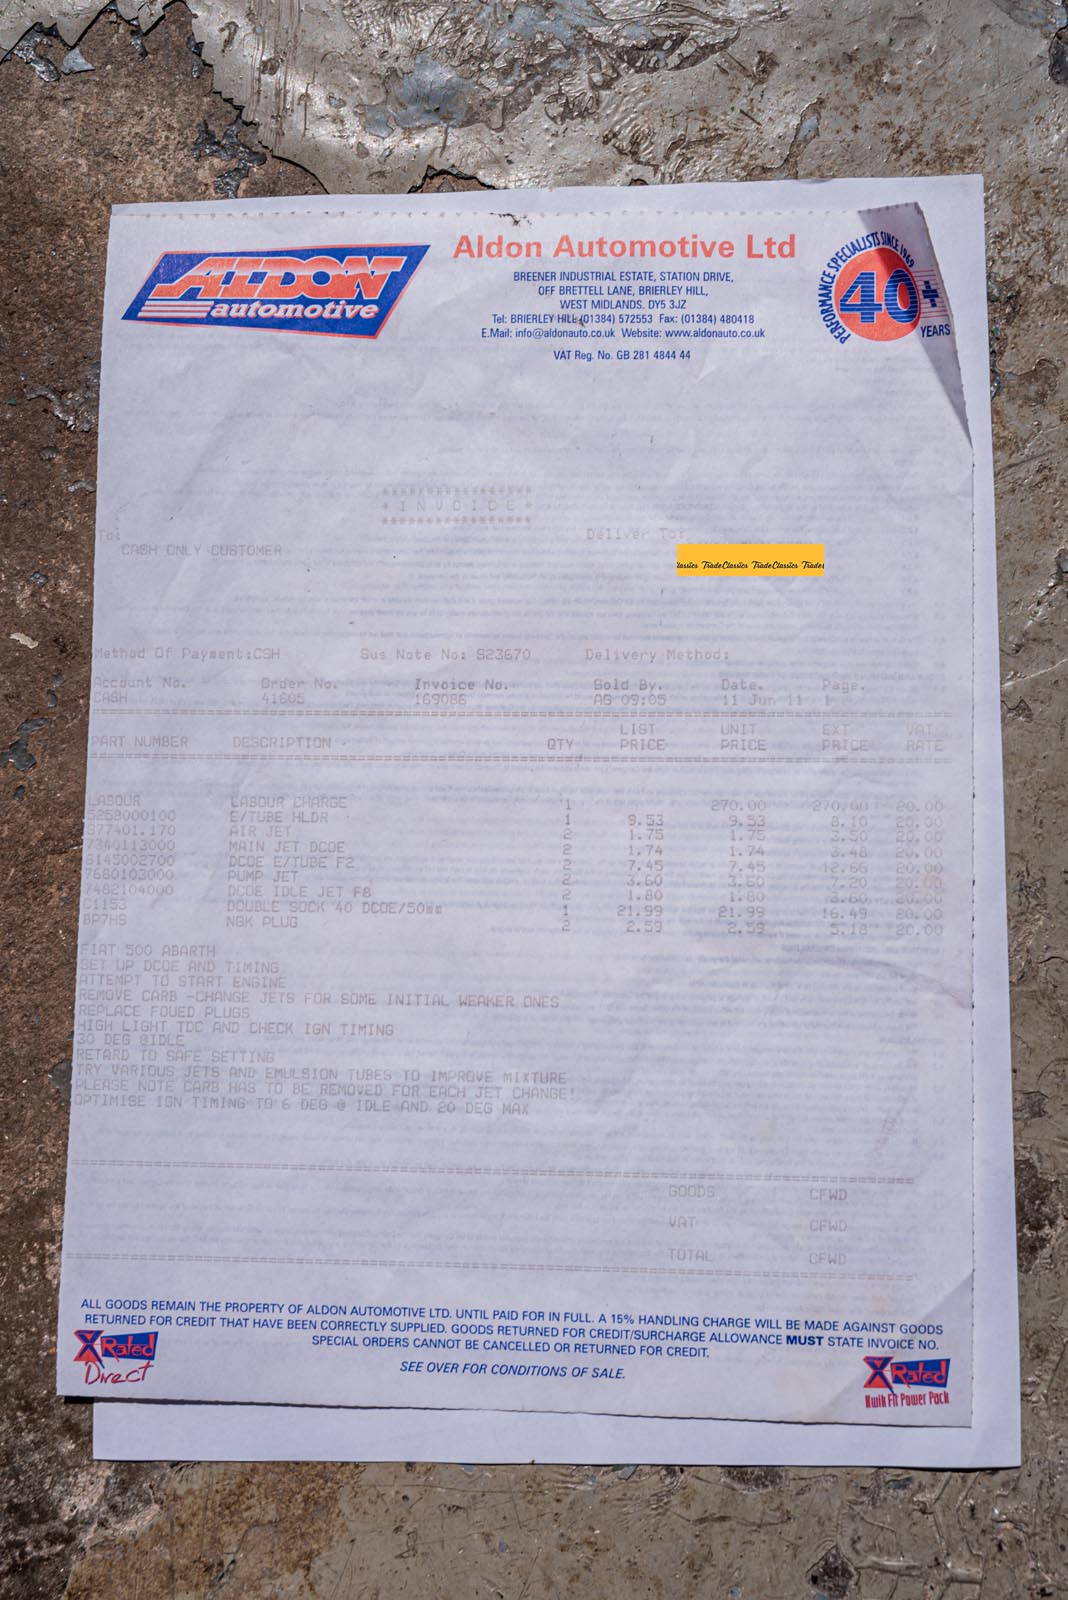 ALDON
automotive
Aldon Automotive Ltd
BREENER INDUSTRIAL ESTATE, STATION DRIVE,
OFF BRETTELL LANE, BRIERLEY HILL,
WEST MIDLANDS. DY5 3JZ
Tel: BRIERLEY HILL (01384) 572553 Fax: (01384) 480418
E.Mail: info@aldonauto.co.uk Website: www.aldonauto.co.uk
VAT Reg. No. GB 281 4844 44
PERFORMANCE SPECIALISTS SINCE 1969
40+
YEARS
* I N V O I C E *
To: Deliver To:
CASH ONLY CUSTOMER
TradeClassics TradeClassics
Method Of Payment:CSH Sus Note No: S23670 Delivery Method:
Account No. Order No. Invoice No. Sold By. Date. Page.
CASH 41605 169086 AG 09:05 11 Jun 11 1
LIST UNIT EXT VAT
PART NUMBER DESCRIPTION QTY PRICE PRICE PRICE RATE
LABOUR LABOUR CHARGE 1 270.00 270.00 20.00
5268000100 E/TUBE HLDR 1 9.53 9.53 8.10 20.00
S77401.170 AIR JET 2 1.75 1.75 3.50 20.00
7340113000 MAIN JET DCOE 2 1.74 1.74 3.48 20.00
6145002700 DCOE E/TUBE F2 2 7.45 7.45 12.66 20.00
7680103000 PUMP JET 2 3.60 3.60 7.20 20.00
7482104000 DCOE IDLE JET F8 2 1.80 1.80 3.60 20.00
C1153 DOUBLE SOCK 40 DCOE/50mm 1 21.99 21.99 16.49 20.00
BP7HS NGK PLUG 2 2.59 2.59 5.18 20.00
FIAT 500 ABARTH
SET UP DCOE AND TIMING
ATTEMPT TO START ENGINE
REMOVE CARB -CHANGE JETS FOR SOME INITIAL WEAKER ONES
REPLACE FOUED PLUGS
HIGH LIGHT TDC AND CHECK IGN TIMING
30 DEG @IDLE
RETARD TO SAFE SETTING
TRY VARIOUS JETS AND EMULSION TUBES TO IMPROVE MIXTURE
PLEASE NOTE CARB HAS TO BE REMOVED FOR EACH JET CHANGE!
OPTIMISE IGN TIMING TO 6 DEG @ IDLE AND 20 DEG MAX
GOODS CFWD
VAT CFWD
TOTAL CFWD
ALL GOODS REMAIN THE PROPERTY OF ALDON AUTOMOTIVE LTD. UNTIL PAID FOR IN FULL. A 15% HANDLING CHARGE WILL BE MADE AGAINST GOODS
RETURNED FOR CREDIT THAT HAVE BEEN CORRECTLY SUPPLIED. GOODS RETURNED FOR CREDIT/SURCHARGE ALLOWANCE MUST STATE INVOICE NO.
SPECIAL ORDERS CANNOT BE CANCELLED OR RETURNED FOR CREDIT.
SEE OVER FOR CONDITIONS OF SALE.
X Rated
Direct
X Rated
Kwik Fit Power Pack